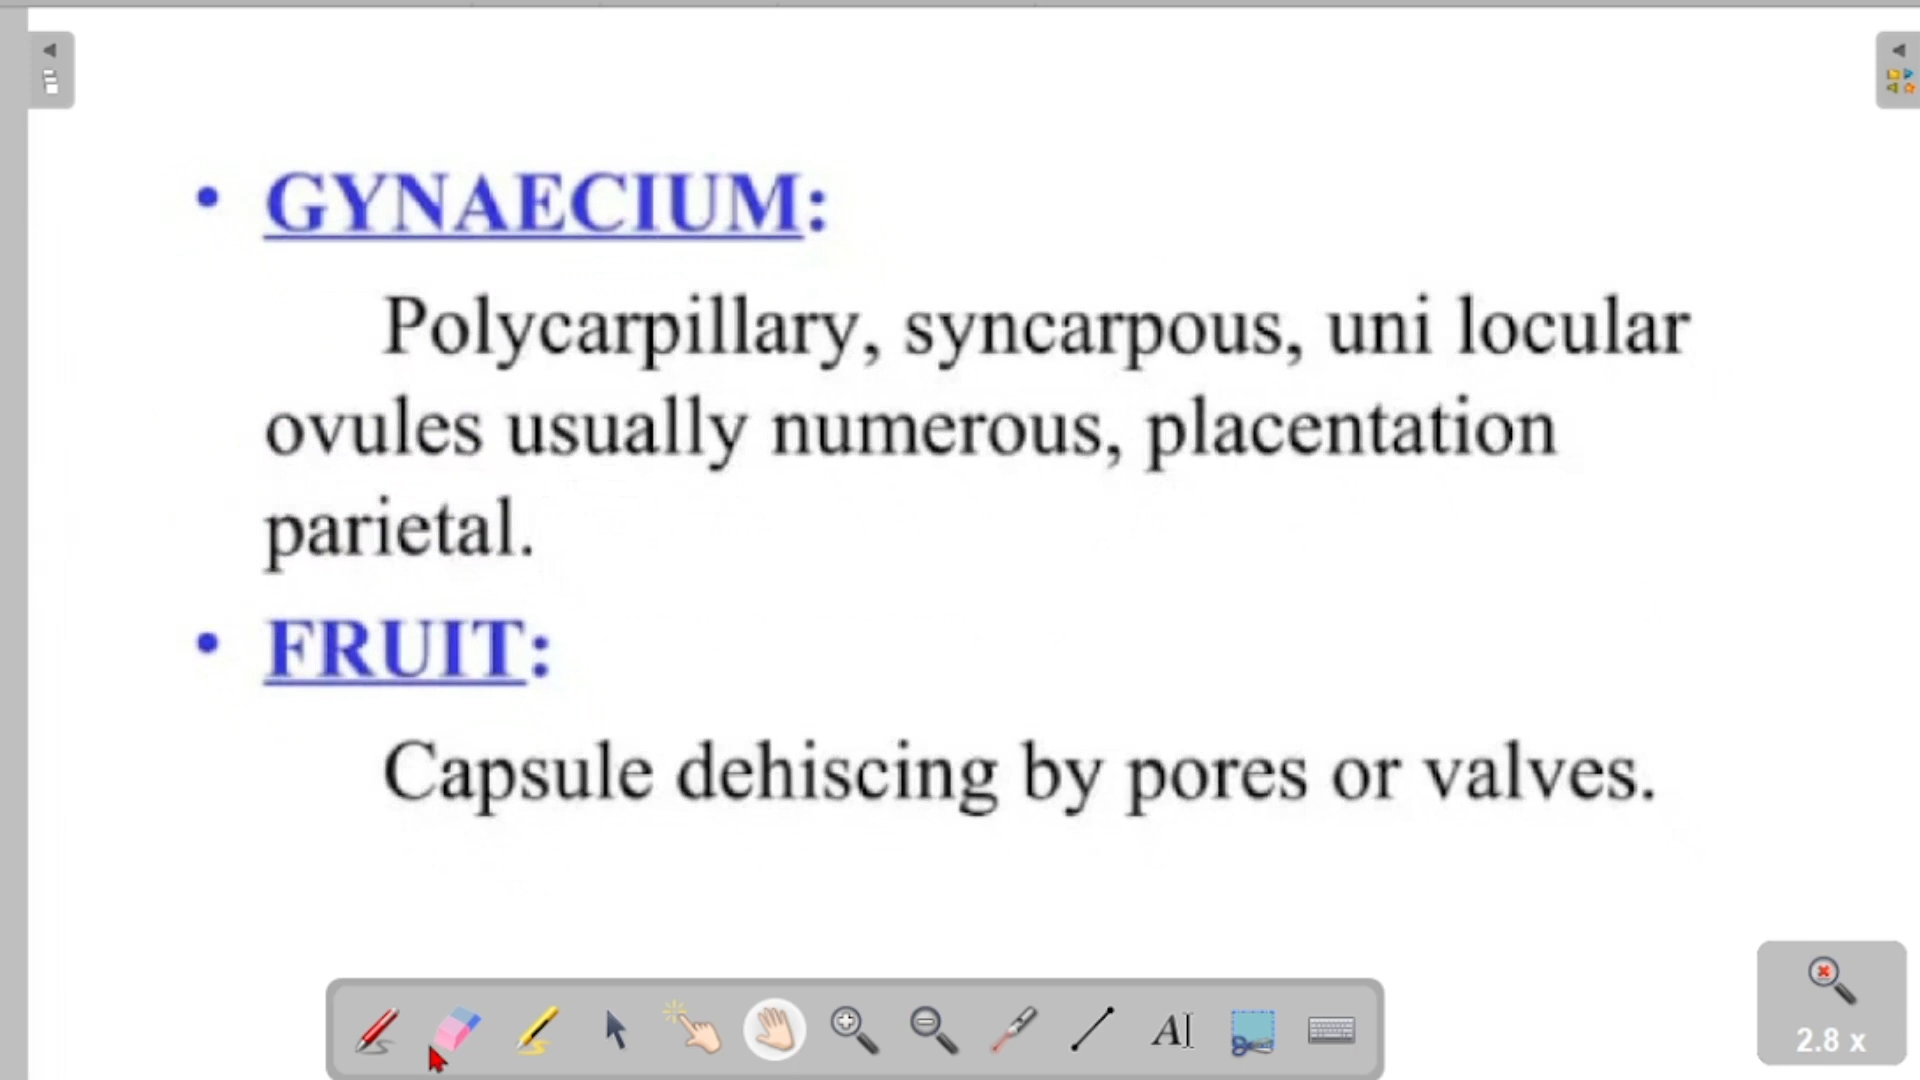 • GYNAECIUM:
Polycarpillary, syncarpous, uni locular
ovules usually numerous, placentation
parietal.
• FRUIT:
Capsule dehiscing by pores or valves.
A
2.8 x